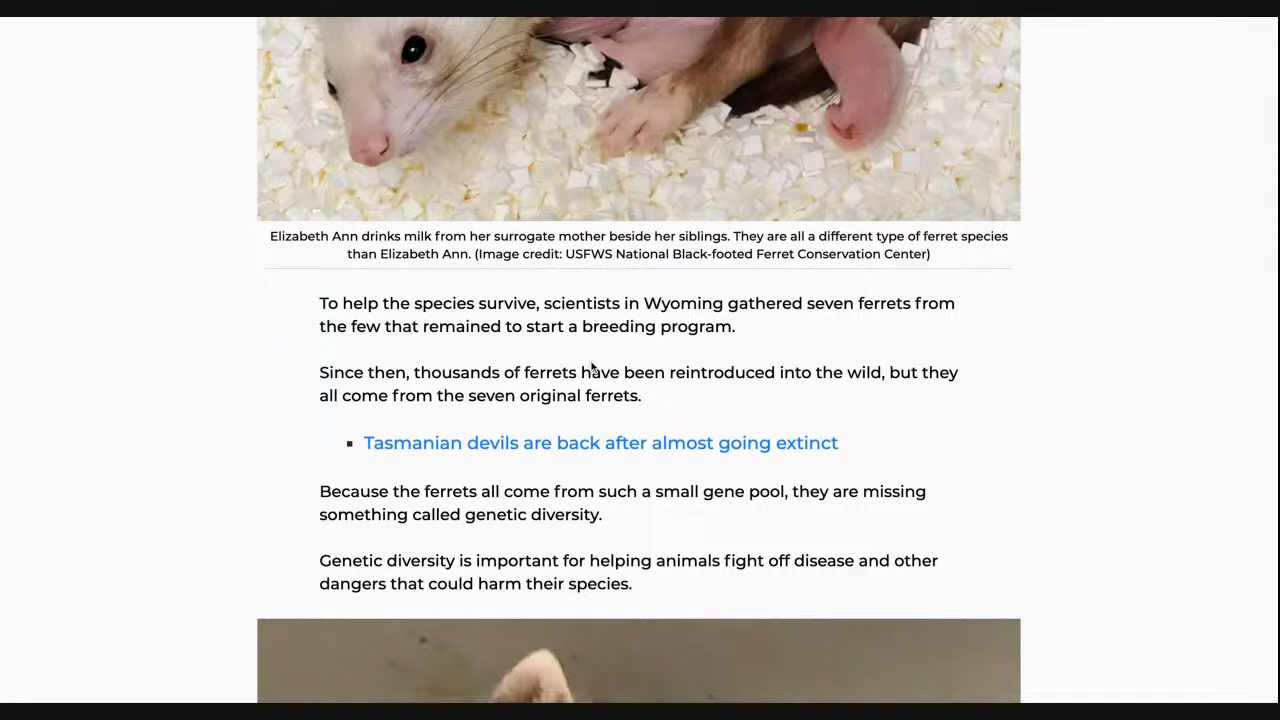 Elizabeth Ann drinks milk from her surrogate mother beside her siblings. They are all a different type of ferret species
than Elizabeth Ann. (Image credit: USFWS National Black-footed Ferret Conservation Center)
To help the species survive, scientists in Wyoming gathered seven ferrets from
the few that remained to start a breeding program.
Since then, thousands of ferrets have been reintroduced into the wild, but they
all come from the seven original ferrets.
Tasmanian devils are back after almost going extinct
Because the ferrets all come from such a small gene pool, they are missing
something called genetic diversity.
Genetic diversity is important for helping animals fight off disease and other
dangers that could harm their species.